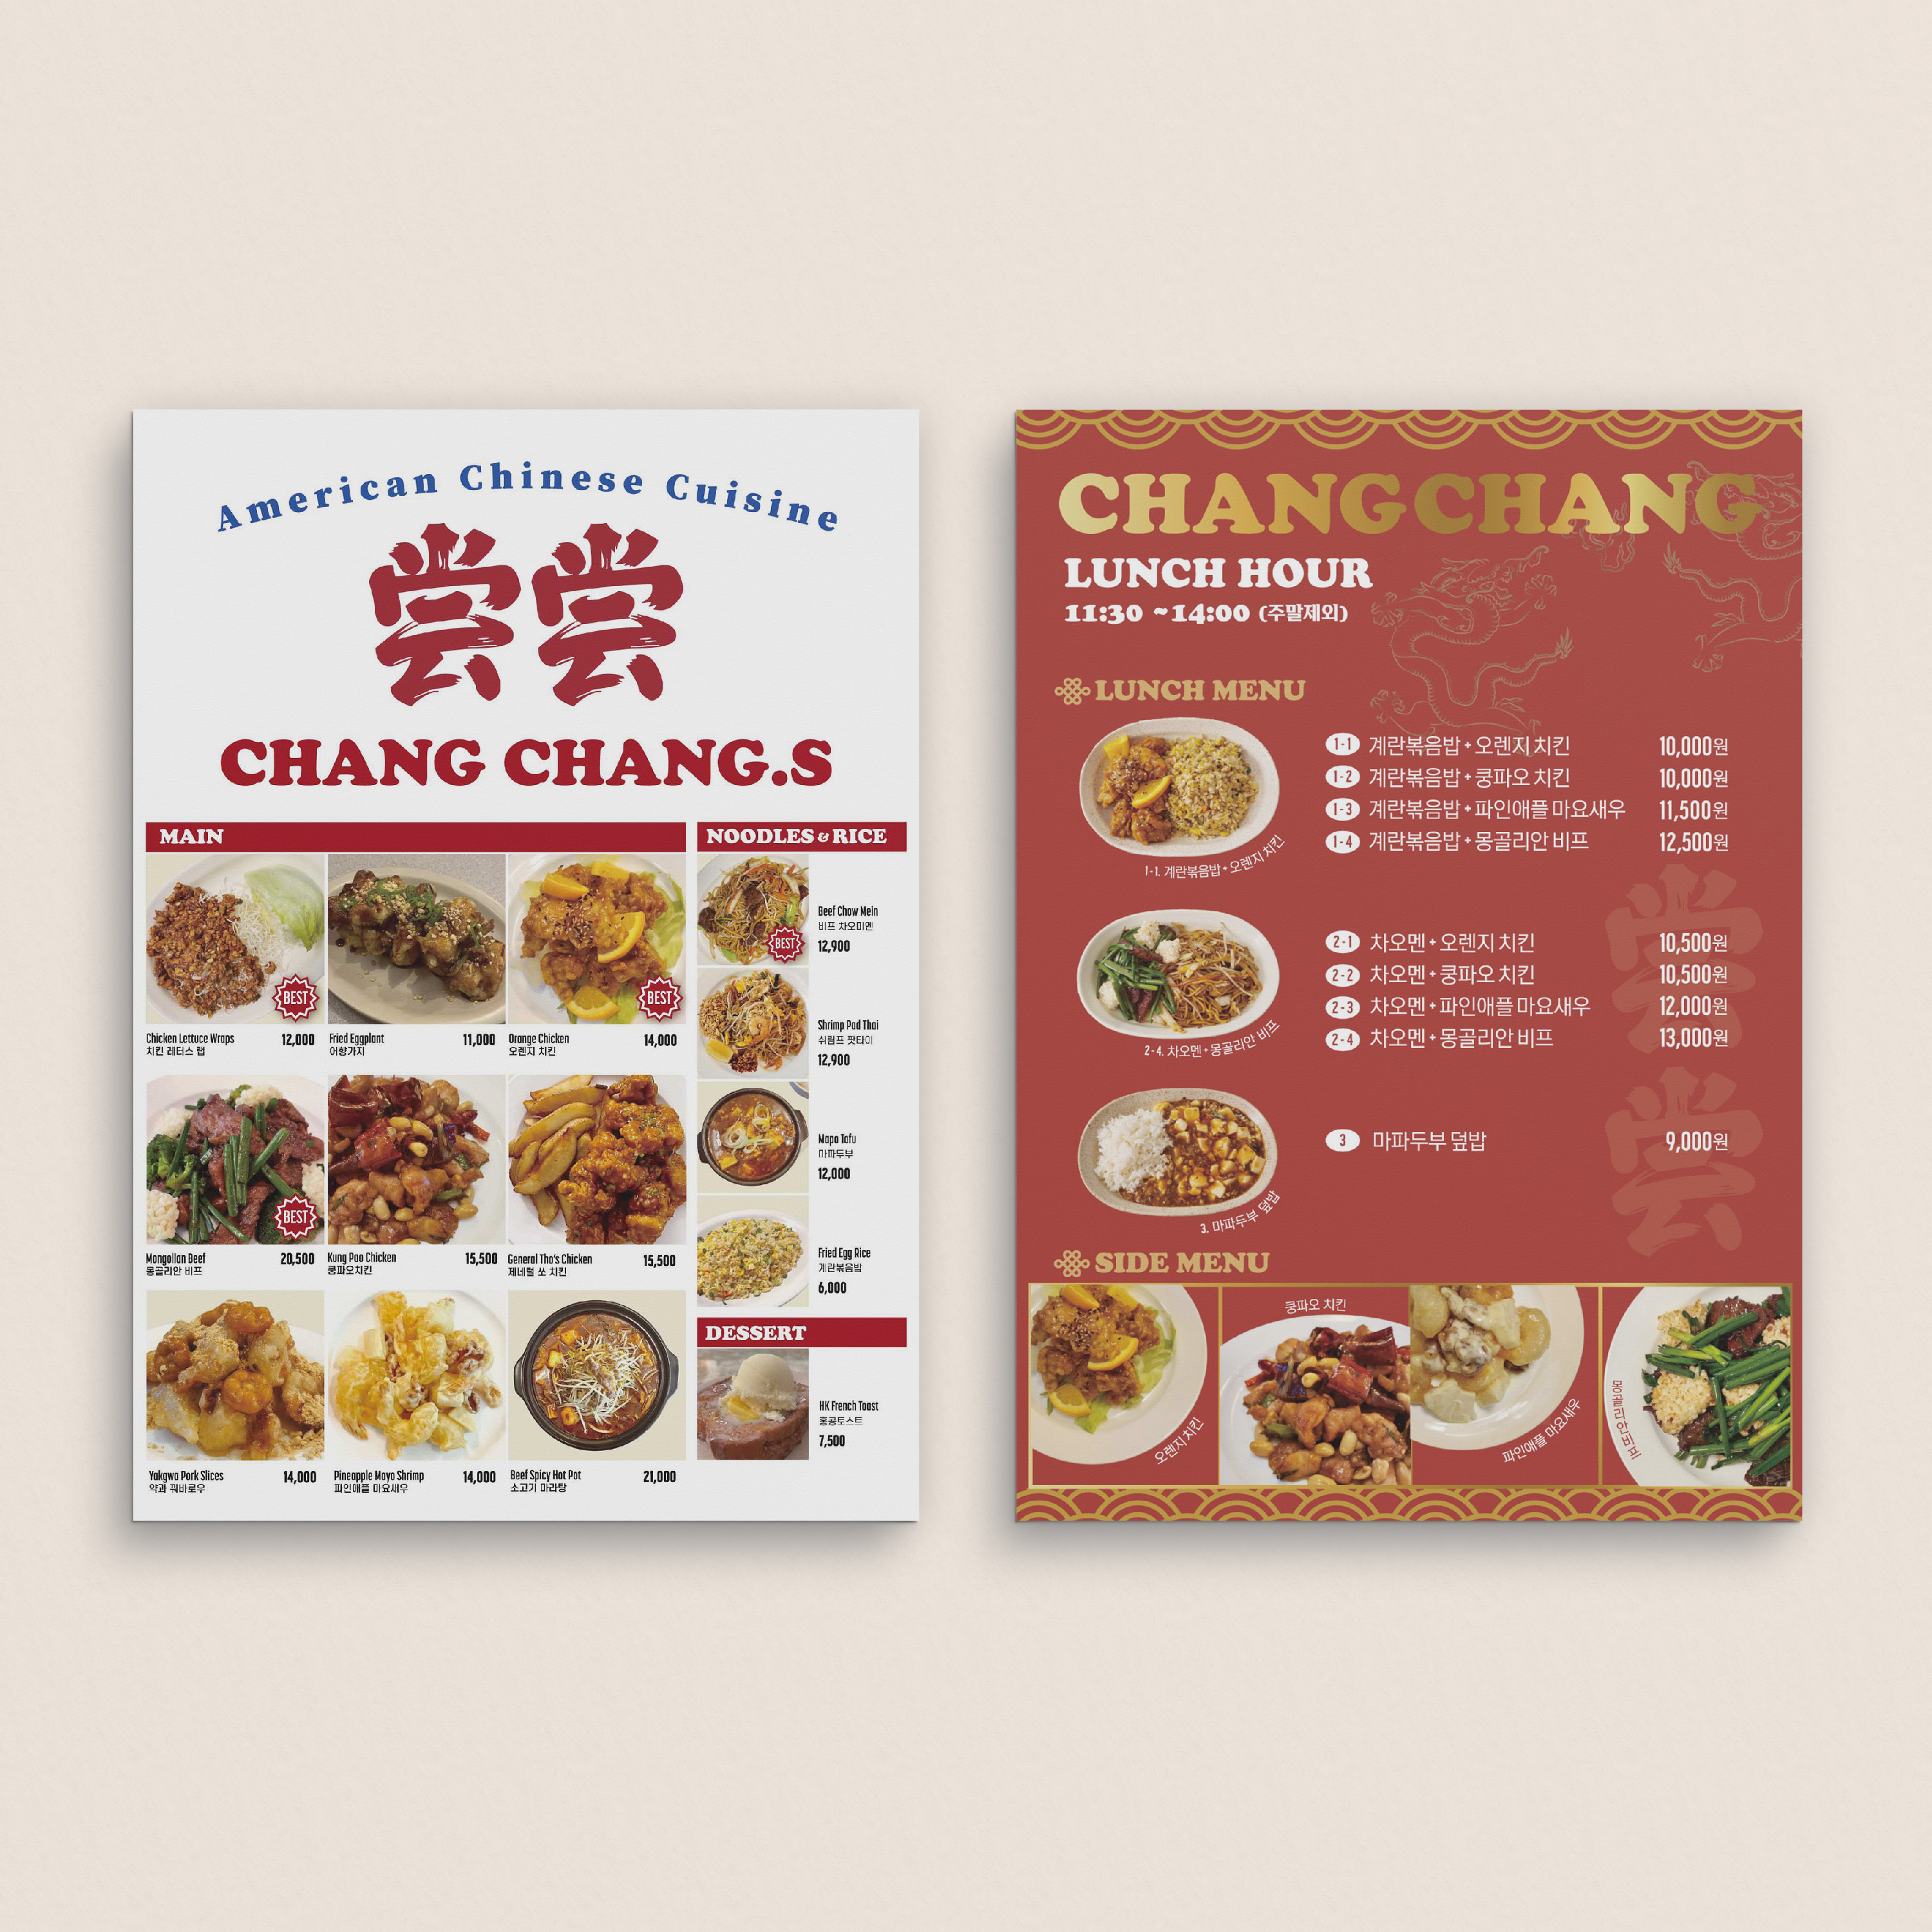 American Chinese Cuisine
尝尝
CHANG CHANG.S
MAIN
BEST
BEST
Chicken Lettuce Wraps 12,000
치킨 레터스 랩
Fried Eggplant 11,000
어향가지
Orange Chicken 14,000
오렌지 치킨
BEST
Mongolian Beef 20,500
몽골리안 비프
Kung Pao Chicken 15,500
쿵파오치킨
General Tho's Chicken 15,500
제네럴 쏘 치킨
Yakgwa Pork Slices 14,000
약과 꿔바로우
Pineapple Mayo Shrimp 14,000
파인애플 마요새우
Beef Spicy Hot Pot 21,000
소고기 마라탕
NOODLES & RICE
BEST
Beef Chow Mein
비프 차오미엔
12,900
Shrimp Pad Thai
쉬림프 팟타이
12,900
Mapo Tofu
마파두부
12,000
Fried Egg Rice
계란볶음밥
6,000
DESSERT
HK French Toast
홍콩토스트
7,500
CHANGCHANG
LUNCH HOUR
11:30 ~14:00 (주말제외)
LUNCH MENU
1-1. 계란볶음밥+오렌지 치킨
1-1 계란볶음밥+오렌지 치킨 10,000원
1-2 계란볶음밥+쿵파오 치킨 10,000원
1-3 계란볶음밥+파인애플 마요새우 11,500원
1-4 계란볶음밥+몽골리안 비프 12,500원
2-4. 차오멘+몽골리안 비프
2-1 차오멘+오렌지 치킨 10,500원
2-2 차오멘+쿵파오 치킨 10,500원
2-3 차오멘+파인애플 마요새우 12,000원
2-4 차오멘+몽골리안 비프 13,000원
3. 마파두부 덮밥
3 마파두부 덮밥 9,000원
尝
尝
SIDE MENU
오렌지 치킨
쿵파오 치킨
파인애플 마요새우
몽골리안 비프